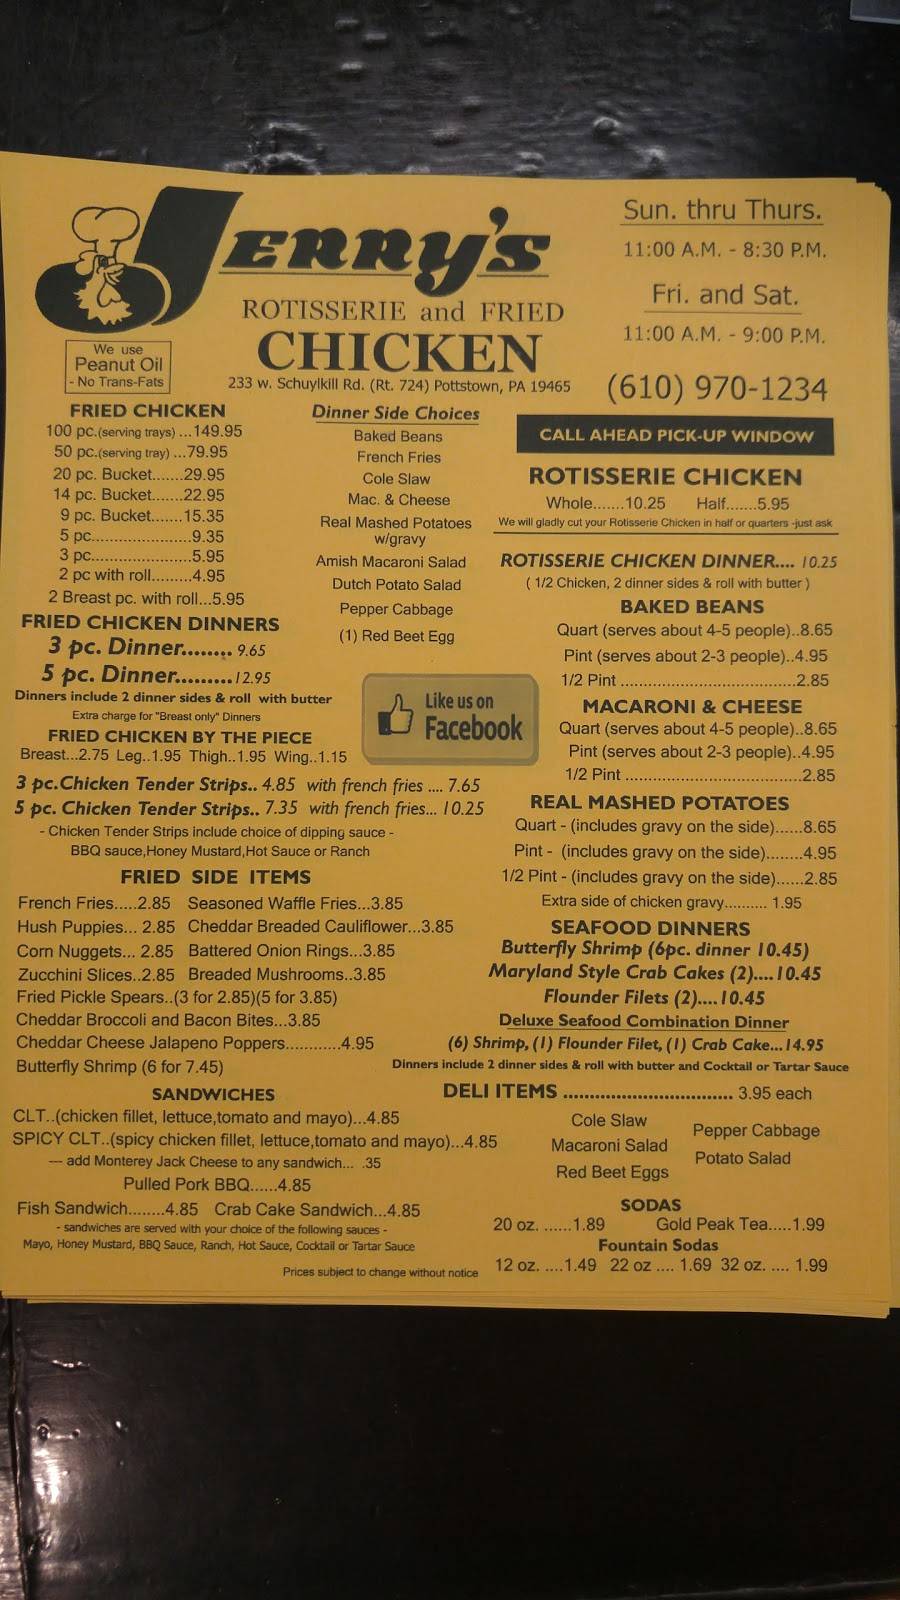 JERRY'S
ROTISSERIE and FRIED
CHICKEN
233 w. Schuylkill Rd. (Rt. 724) Pottstown, PA 19465
We use
Peanut Oil
- No Trans-Fats
Sun. thru Thurs.
11:00 A.M. - 8:30 P.M.
Fri. and Sat.
11:00 A.M. - 9:00 P.M.
(610) 970-1234
CALL AHEAD PICK-UP WINDOW
FRIED CHICKEN
100 pc.(serving trays) ...149.95
50 pc.(serving tray) ...79.95
20 pc. Bucket.......29.95
14 pc. Bucket.......22.95
9 pc. Bucket.......15.35
5 pc.......................9.35
3 pc.......................5.95
2 pc with roll.........4.95
2 Breast pc. with roll...5.95
FRIED CHICKEN DINNERS
3 pc. Dinner........ 9.65
5 pc. Dinner.........12.95
Dinners include 2 dinner sides & roll with butter
Extra charge for "Breast only" Dinners
FRIED CHICKEN BY THE PIECE
Breast...2.75 Leg..1.95 Thigh..1.95 Wing..1.15
3 pc.Chicken Tender Strips.. 4.85 with french fries .... 7.65
5 pc. Chicken Tender Strips.. 7.35 with french fries... 10.25
- Chicken Tender Strips include choice of dipping sauce -
BBQ sauce,Honey Mustard,Hot Sauce or Ranch
FRIED SIDE ITEMS
French Fries.....2.85 Seasoned Waffle Fries...3.85
Hush Puppies... 2.85 Cheddar Breaded Cauliflower...3.85
Corn Nuggets... 2.85 Battered Onion Rings...3.85
Zucchini Slices..2.85 Breaded Mushrooms..3.85
Fried Pickle Spears..(3 for 2.85)(5 for 3.85)
Cheddar Broccoli and Bacon Bites...3.85
Cheddar Cheese Jalapeno Poppers............4.95
Butterfly Shrimp (6 for 7.45)
SANDWICHES
CLT..(chicken fillet, lettuce,tomato and mayo)...4.85
SPICY CLT..(spicy chicken fillet, lettuce,tomato and mayo)...4.85
--- add Monterey Jack Cheese to any sandwich... .35
Pulled Pork BBQ......4.85
Fish Sandwich........4.85 Crab Cake Sandwich...4.85
- sandwiches are served with your choice of the following sauces -
Mayo, Honey Mustard, BBQ Sauce, Ranch, Hot Sauce, Cocktail or Tartar Sauce
Prices subject to change without notice
Dinner Side Choices
Baked Beans
French Fries
Cole Slaw
Mac. & Cheese
Real Mashed Potatoes
w/gravy
Amish Macaroni Salad
Dutch Potato Salad
Pepper Cabbage
(1) Red Beet Egg
Like us on
Facebook
ROTISSERIE CHICKEN
Whole.......10.25 Half.......5.95
We will gladly cut your Rotisserie Chicken in half or quarters -just ask
ROTISSERIE CHICKEN DINNER.... 10.25
( 1/2 Chicken, 2 dinner sides & roll with butter )
BAKED BEANS
Quart (serves about 4-5 people)..8.65
Pint (serves about 2-3 people)..4.95
1/2 Pint .......................................2.85
MACARONI & CHEESE
Quart (serves about 4-5 people)..8.65
Pint (serves about 2-3 people)..4.95
1/2 Pint .......................................2.85
REAL MASHED POTATOES
Quart - (includes gravy on the side)......8.65
Pint - (includes gravy on the side)........4.95
1/2 Pint - (includes gravy on the side)......2.85
Extra side of chicken gravy.......... 1.95
SEAFOOD DINNERS
Butterfly Shrimp (6pc. dinner 10.45)
Maryland Style Crab Cakes (2)....10.45
Flounder Filets (2)....10.45
Deluxe Seafood Combination Dinner
(6) Shrimp, (1) Flounder Filet, (1) Crab Cake...14.95
Dinners include 2 dinner sides & roll with butter and Cocktail or Tartar Sauce
DELI ITEMS ................................ 3.95 each
Cole Slaw
Macaroni Salad
Red Beet Eggs
Pepper Cabbage
Potato Salad
SODAS
20 oz. ......1.89 Gold Peak Tea.....1.99
Fountain Sodas
12 oz. ....1.49 22 oz .... 1.69 32 oz. .... 1.99